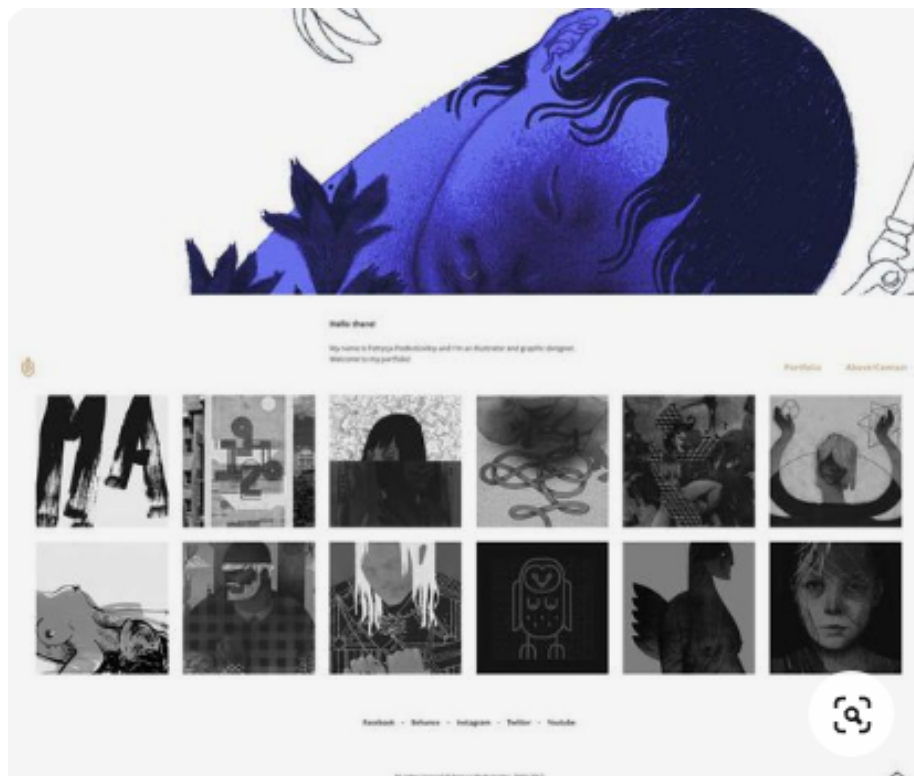 Hello there!
My name is Patrycja and I'm an illustrator and graphic designer.
Welcome to my portfolio!
Portfolio About/Contact
MA
Facebook - Behance - Instagram - Twitter - Youtube